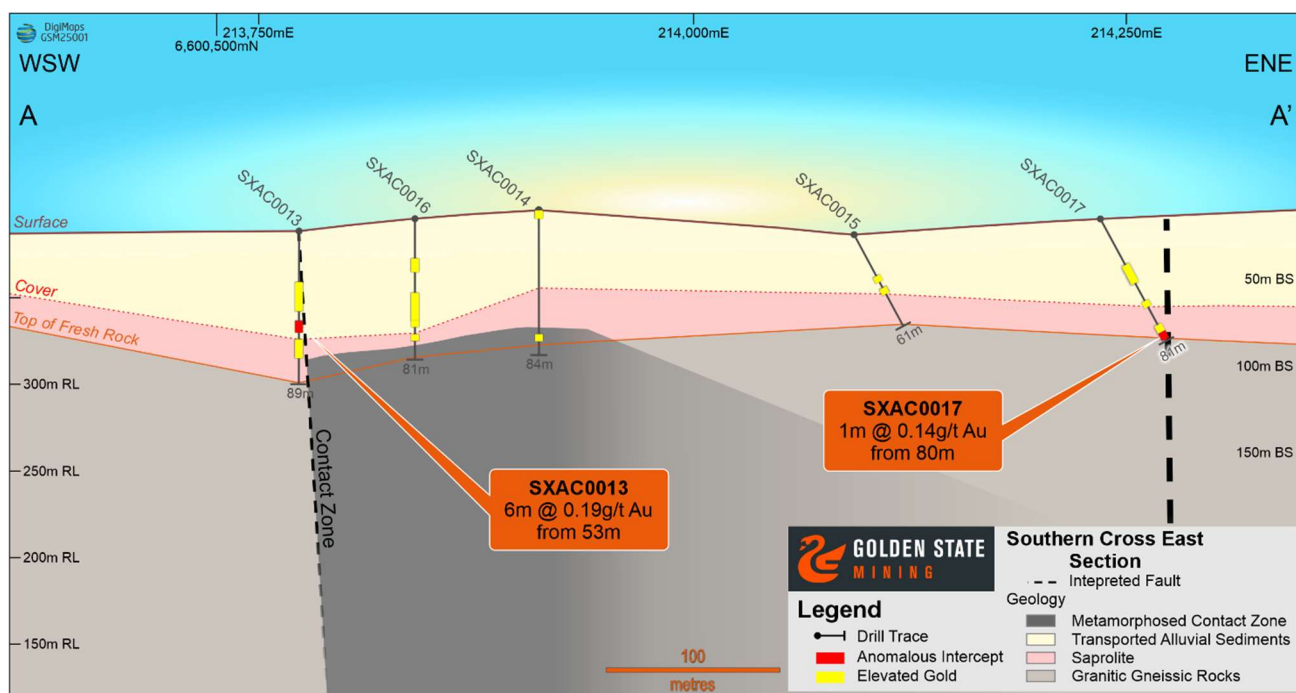 DigiMaps
GSM25001
213,750mE
6,600,500mN
214,000mE
214,250mE
WSW
ENE
A
A'
SXAC0013
SXAC0016
SXAC0014
SXAC0015
SXAC0017
Surface
Cover
Top of Fresh Rock
50m BS
100m BS
150m BS
300m RL
250m RL
200m RL
150m RL
89m
81m
84m
61m
81m
Contact Zone
SXAC0013
6m @ 0.19g/t Au
from 53m
SXAC0017
1m @ 0.14g/t Au
from 80m
100
metres
GOLDEN STATE
MINING
Legend
Drill Trace
Anomalous Intercept
Elevated Gold
Southern Cross East
Section
Intepreted Fault
Geology
Metamorphosed Contact Zone
Transported Alluvial Sediments
Saprolite
Granitic Gneissic Rocks